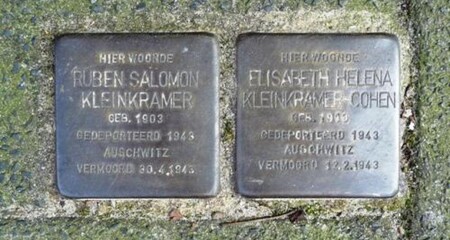 HIER WOONDE
RUBEN SALOMON
KLEINKRAMER
GEB. 1903
GEDEPORTEERD 1943
AUSCHWITZ
VERMOORD 30.4.1943
HIER WOONDE
ELISABETH HELENA
KLEINKRAMER-COHEN
GEB.
GEDEPORTEERD 1943
AUSCHWITZ
VERMOORD 12.2.1943